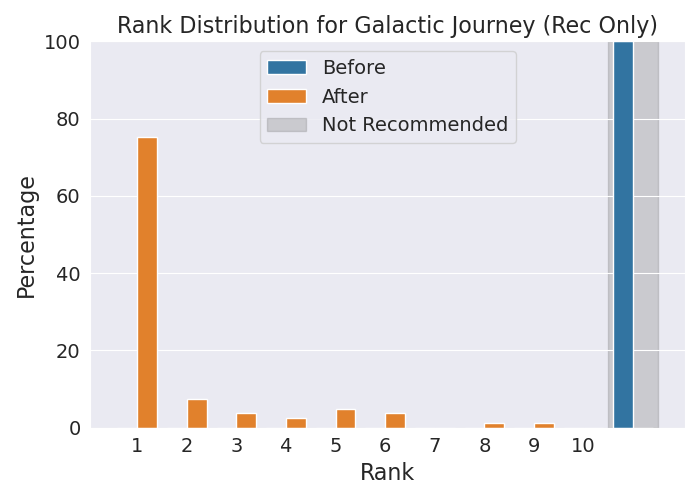 Rank Distribution for Galactic Journey (Rec Only)
100
80
60
40
20
0
Percentage
Before
After
Not Recommended
1 2 3 4 5 6 7 8 9 10
Rank